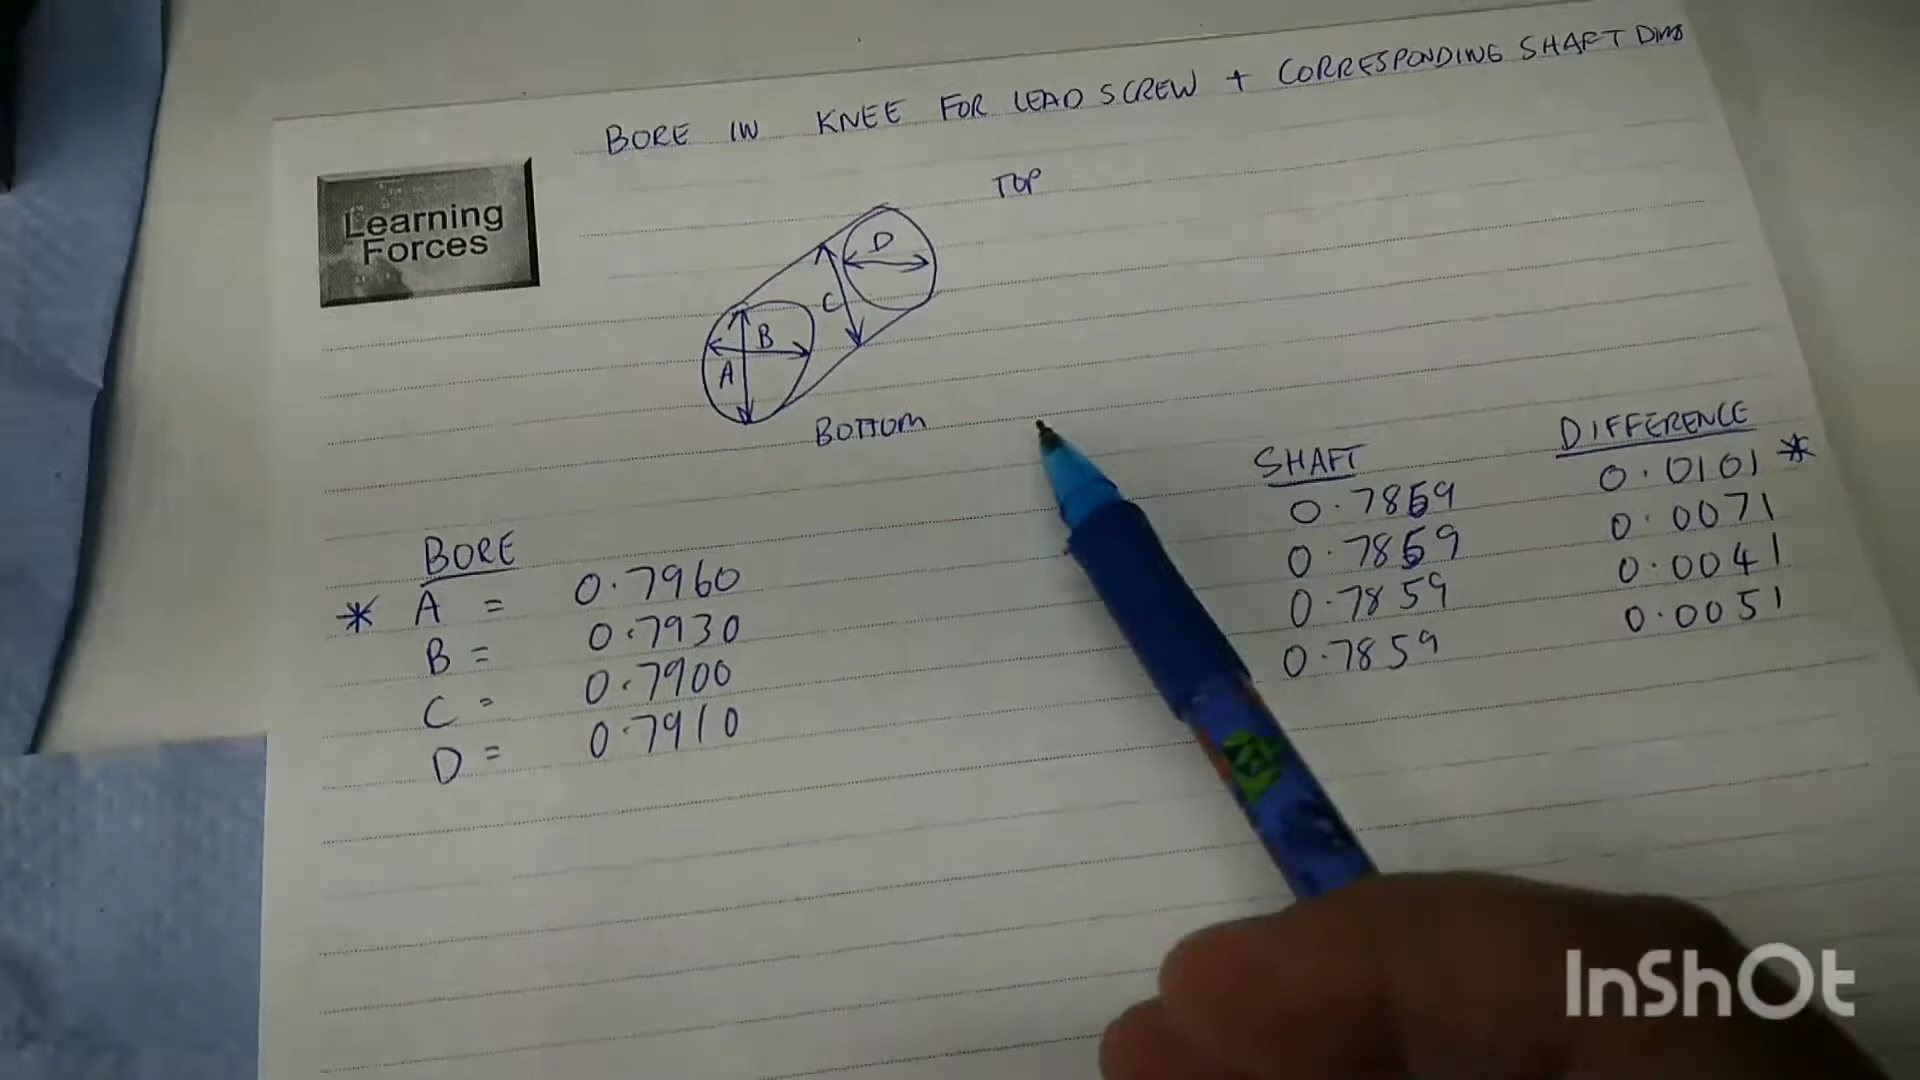 BORE IN KNEE FOR LEAD SCREW + CORRESPONDING SHAFT DIMS
Learning
Forces
TOP
D
C
B
A
BOTTOM
SHAFT DIFFERENCE
0.7859 0.0101 *
0.7859 0.0071
0.7859 0.0041
0.7859 0.0051
BORE
* A = 0.7960
B = 0.7930
C = 0.7900
D = 0.7910
InShOt